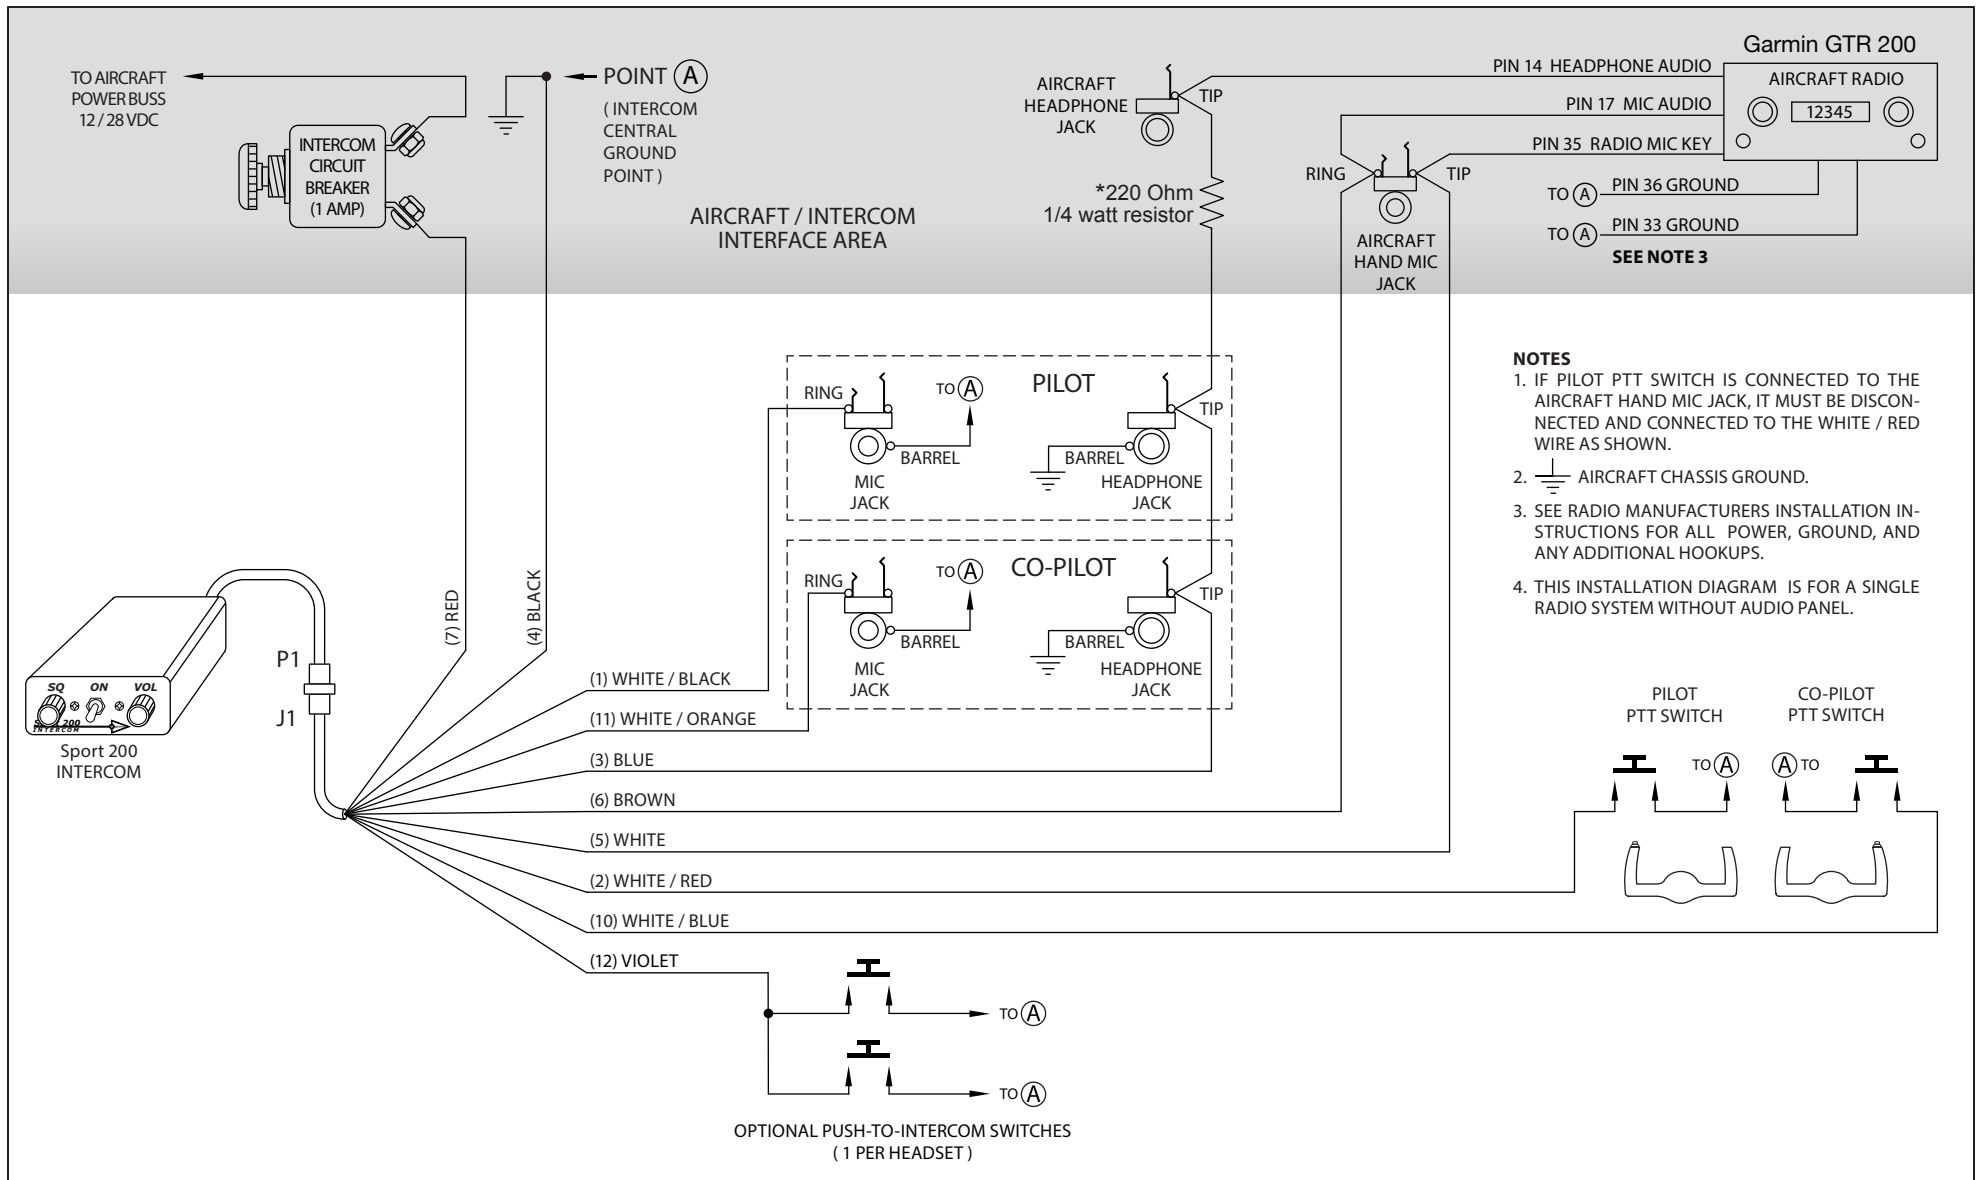 Garmin GTR 200
AIRCRAFT RADIO
12345
TO AIRCRAFT
POWER BUSS
12 / 28 VDC
POINT A
( INTERCOM
CENTRAL
GROUND
POINT )
INTERCOM
CIRCUIT
BREAKER
(1 AMP)
AIRCRAFT / INTERCOM
INTERFACE AREA
AIRCRAFT
HEADPHONE
JACK
TIP
PIN 14 HEADPHONE AUDIO
PIN 17 MIC AUDIO
PIN 35 RADIO MIC KEY
TO A PIN 36 GROUND
TO A PIN 33 GROUND
SEE NOTE 3
*220 Ohm
1/4 watt resistor
RING
TIP
AIRCRAFT
HAND MIC
JACK
PILOT
RING
TO A
BARREL
MIC
JACK
TIP
BARREL
HEADPHONE
JACK
CO-PILOT
RING
TO A
BARREL
MIC
JACK
TIP
BARREL
HEADPHONE
JACK
NOTES
1. IF PILOT PTT SWITCH IS CONNECTED TO THE
AIRCRAFT HAND MIC JACK, IT MUST BE DISCON-
NECTED AND CONNECTED TO THE WHITE / RED
WIRE AS SHOWN.
2. AIRCRAFT CHASSIS GROUND.
3. SEE RADIO MANUFACTURERS INSTALLATION IN-
STRUCTIONS FOR ALL POWER, GROUND, AND
ANY ADDITIONAL HOOKUPS.
4. THIS INSTALLATION DIAGRAM IS FOR A SINGLE
RADIO SYSTEM WITHOUT AUDIO PANEL.
(7) RED
(4) BLACK
P1
J1
SQ ON VOL
200
INTERCOM
Sport 200
INTERCOM
(1) WHITE / BLACK
(11) WHITE / ORANGE
(3) BLUE
(6) BROWN
(5) WHITE
(2) WHITE / RED
(10) WHITE / BLUE
(12) VIOLET
PILOT
PTT SWITCH
TO A
CO-PILOT
PTT SWITCH
A TO
TO A
TO A
OPTIONAL PUSH-TO-INTERCOM SWITCHES
( 1 PER HEADSET )